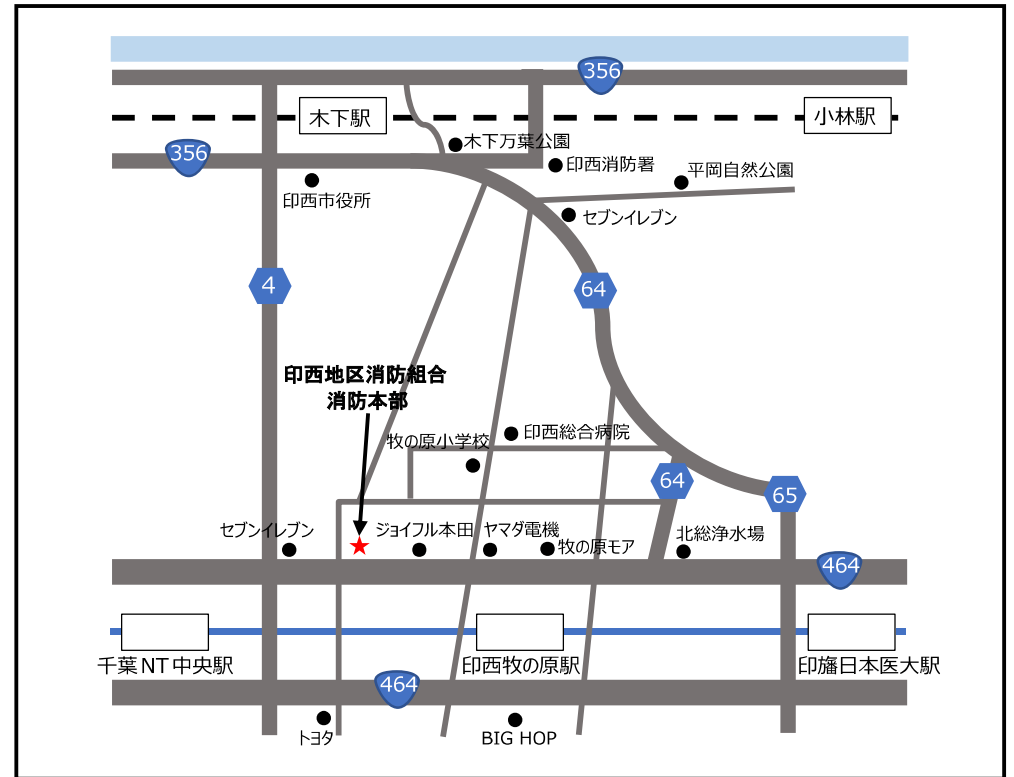 356
木下駅
小林駅
木下万葉公園
356
印西消防署
平岡自然公園
印西市役所
セブンイレブン
4
64
印西地区消防組合
消防本部
印西総合病院
牧の原小学校
64
65
セブンイレブン
ジョイフル本田
ヤマダ電機
牧の原モア
北総浄水場
464
千葉NT中央駅
印西牧の原駅
印旛日本医大駅
464
トヨタ
BIG HOP